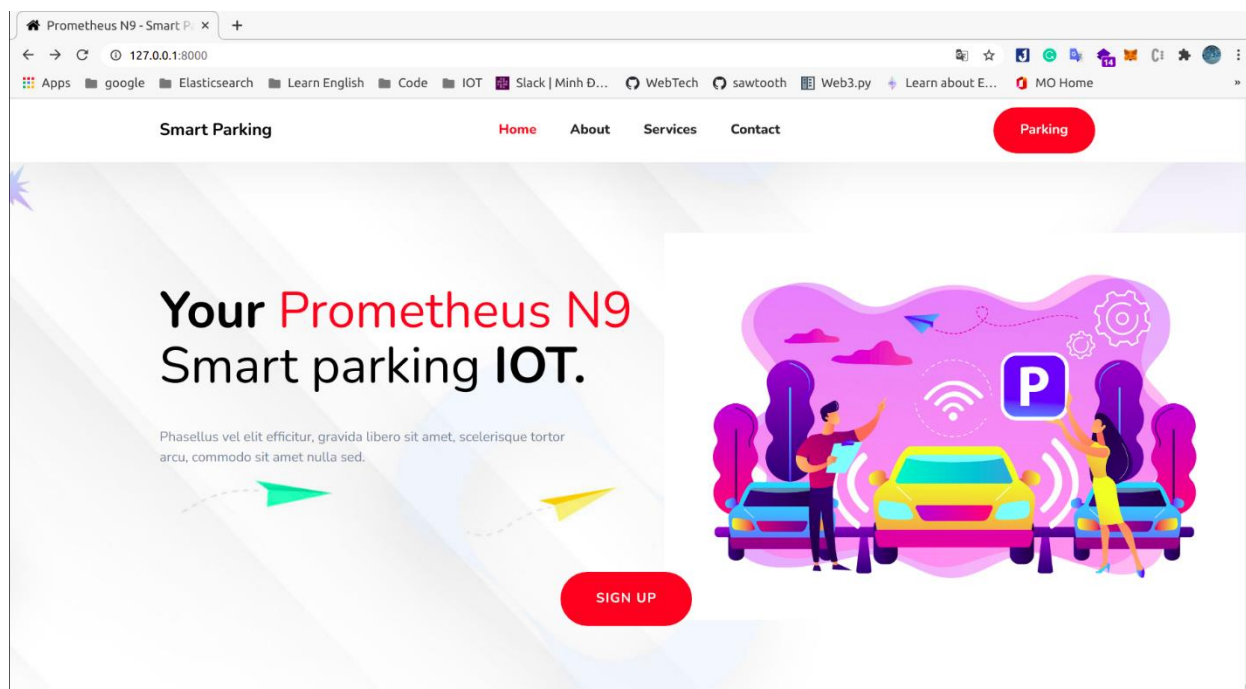 Prometheus N9 - Smart Pa
127.0.0.1:8000
Apps google Elasticsearch Learn English Code IOT Slack | Minh Đ... WebTech sawtooth Web3.py Learn about E... MO Home »
14
Smart Parking Home About Services Contact Parking
Your Prometheus N9
Smart parking IOT.
Phasellus vel elit efficitur, gravida libero sit amet, scelerisque tortor
arcu, commodo sit amet nulla sed.
P
SIGN UP